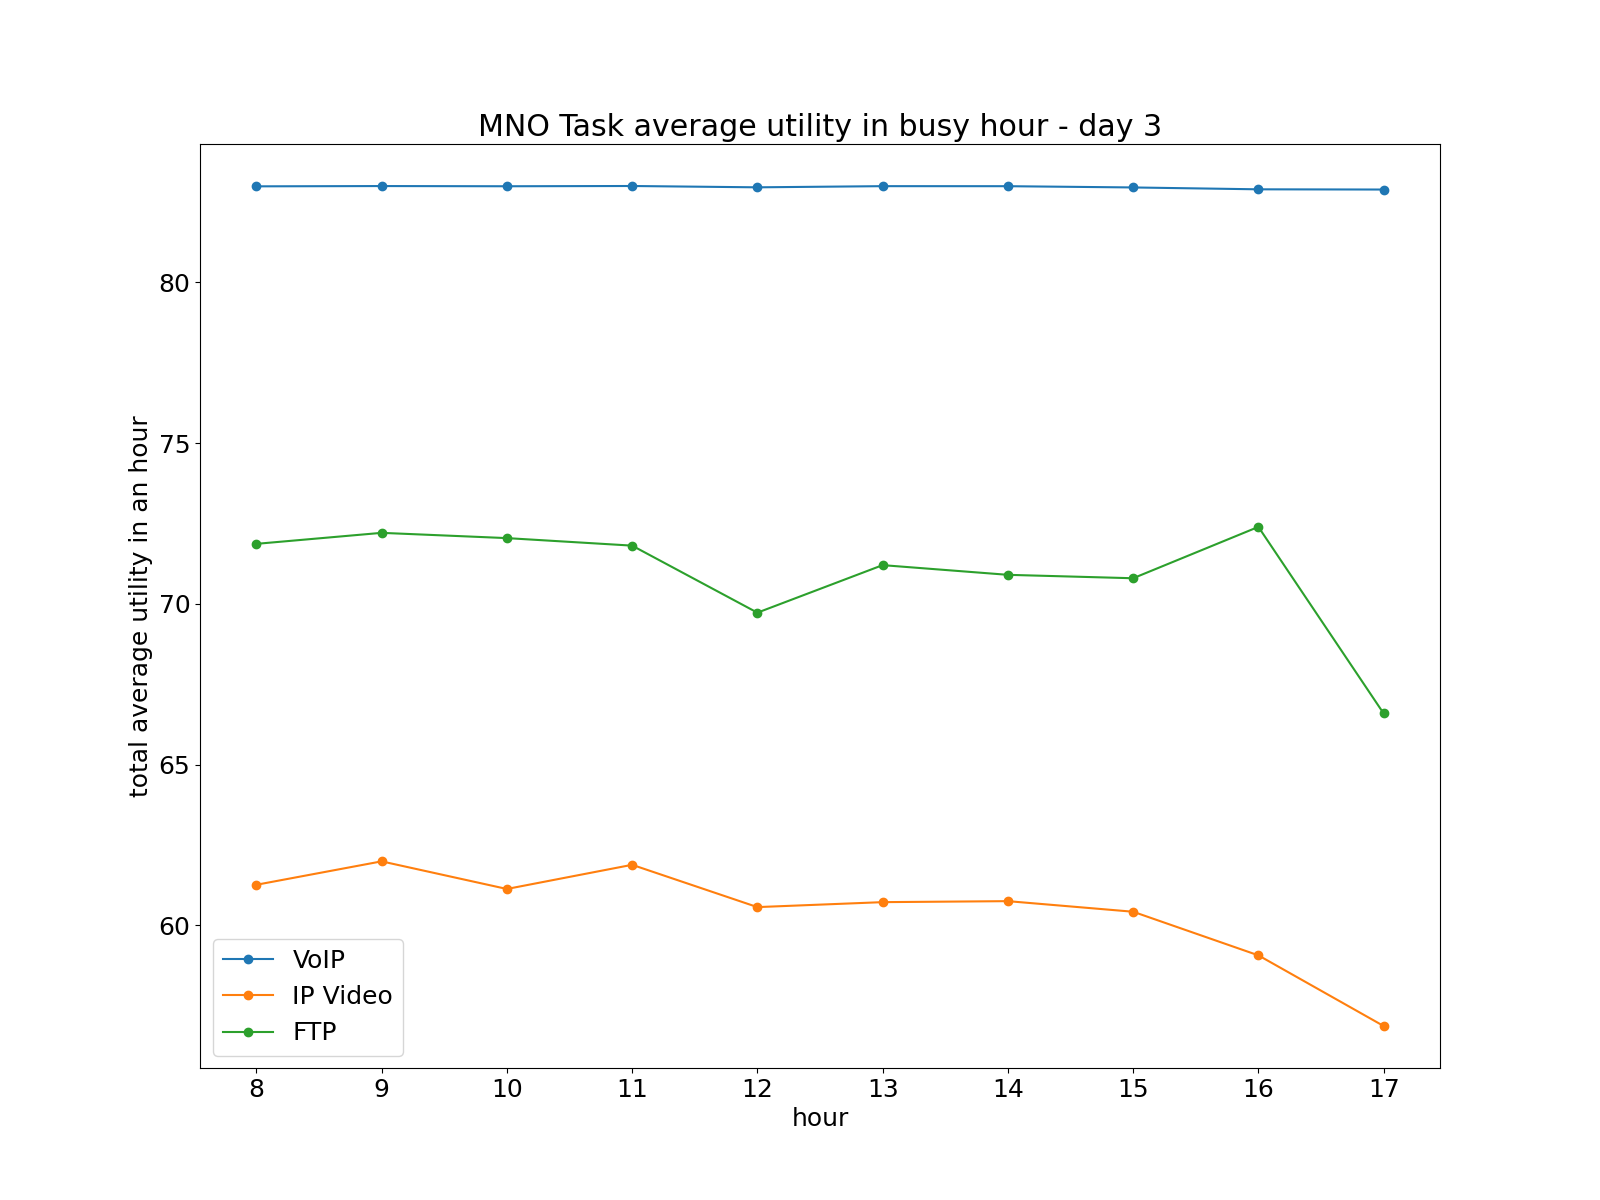 MNO Task average utility in busy hour - day 3
total average utility in an hour
80
75
70
65
60
VoIP
IP Video
FTP
8 9 10 11 12 13 14 15 16 17
hour